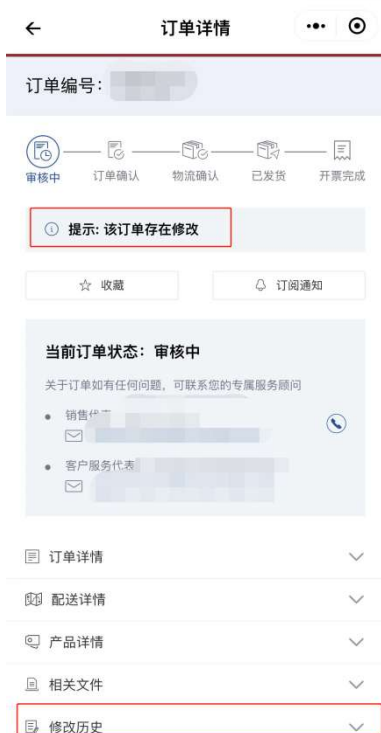 订单详情
订单编号：
审核中 订单确认 物流确认 已发货 开票完成
提示: 该订单存在修改
收藏 订阅通知
当前订单状态：审核中
关于订单如有任何问题，可联系您的专属服务顾问
销售代表
客户服务代表
订单详情
配送详情
产品详情
相关文件
修改历史